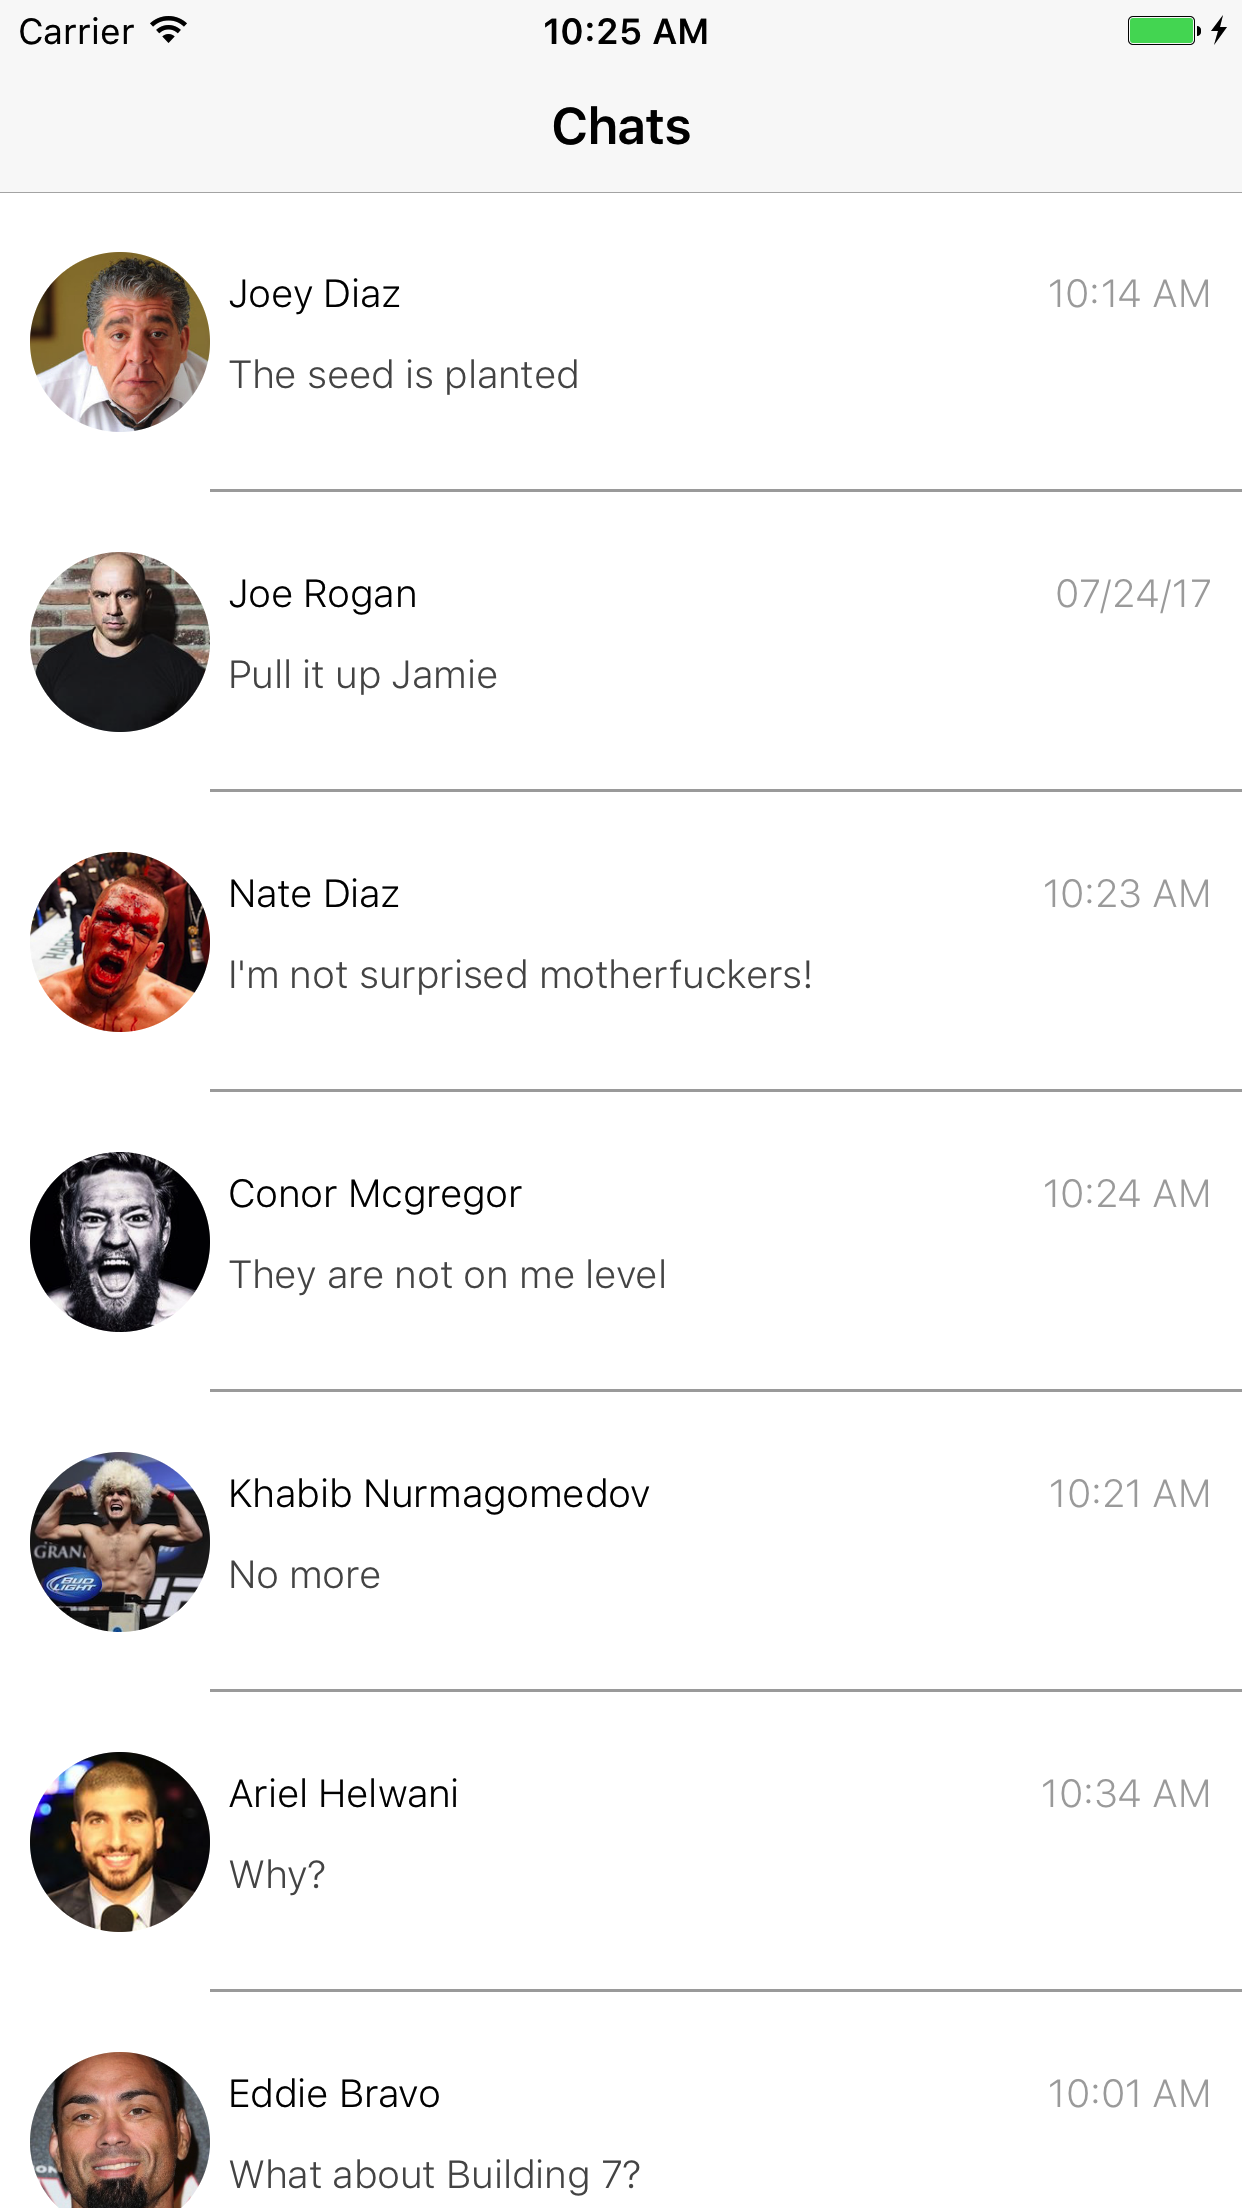 Carrier 10:25 AM
Chats
Joey Diaz 10:14 AM
The seed is planted
Joe Rogan 07/24/17
Pull it up Jamie
Nate Diaz 10:23 AM
I'm not surprised motherfuckers!
Conor Mcgregor 10:24 AM
They are not on me level
Khabib Nurmagomedov 10:21 AM
No more
GRAN
BUD
LIGHT
Ariel Helwani 10:34 AM
Why?
Eddie Bravo 10:01 AM
What about Building 7?